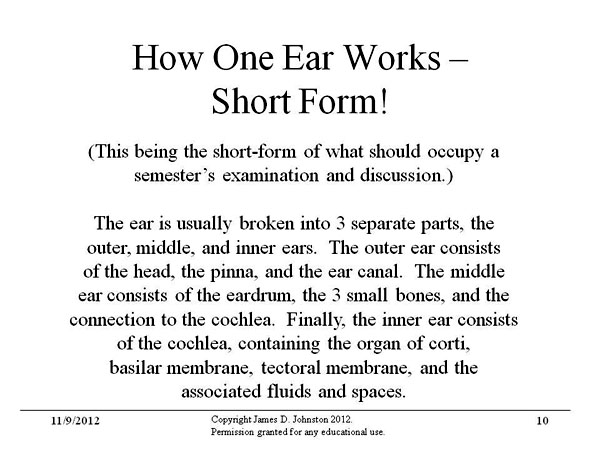 How One Ear Works –
Short Form!
(This being the short-form of what should occupy a
semester’s examination and discussion.)
The ear is usually broken into 3 separate parts, the
outer, middle, and inner ears.  The outer ear consists
of the head, the pinna, and the ear canal.  The middle
ear consists of the eardrum, the 3 small bones, and the
connection to the cochlea.  Finally, the inner ear consists
of the cochlea, containing the organ of corti,
basilar membrane, tectoral membrane, and the
associated fluids and spaces.
11/9/2012
Copyright James D. Johnston 2012.
Permission granted for any educational use.
10